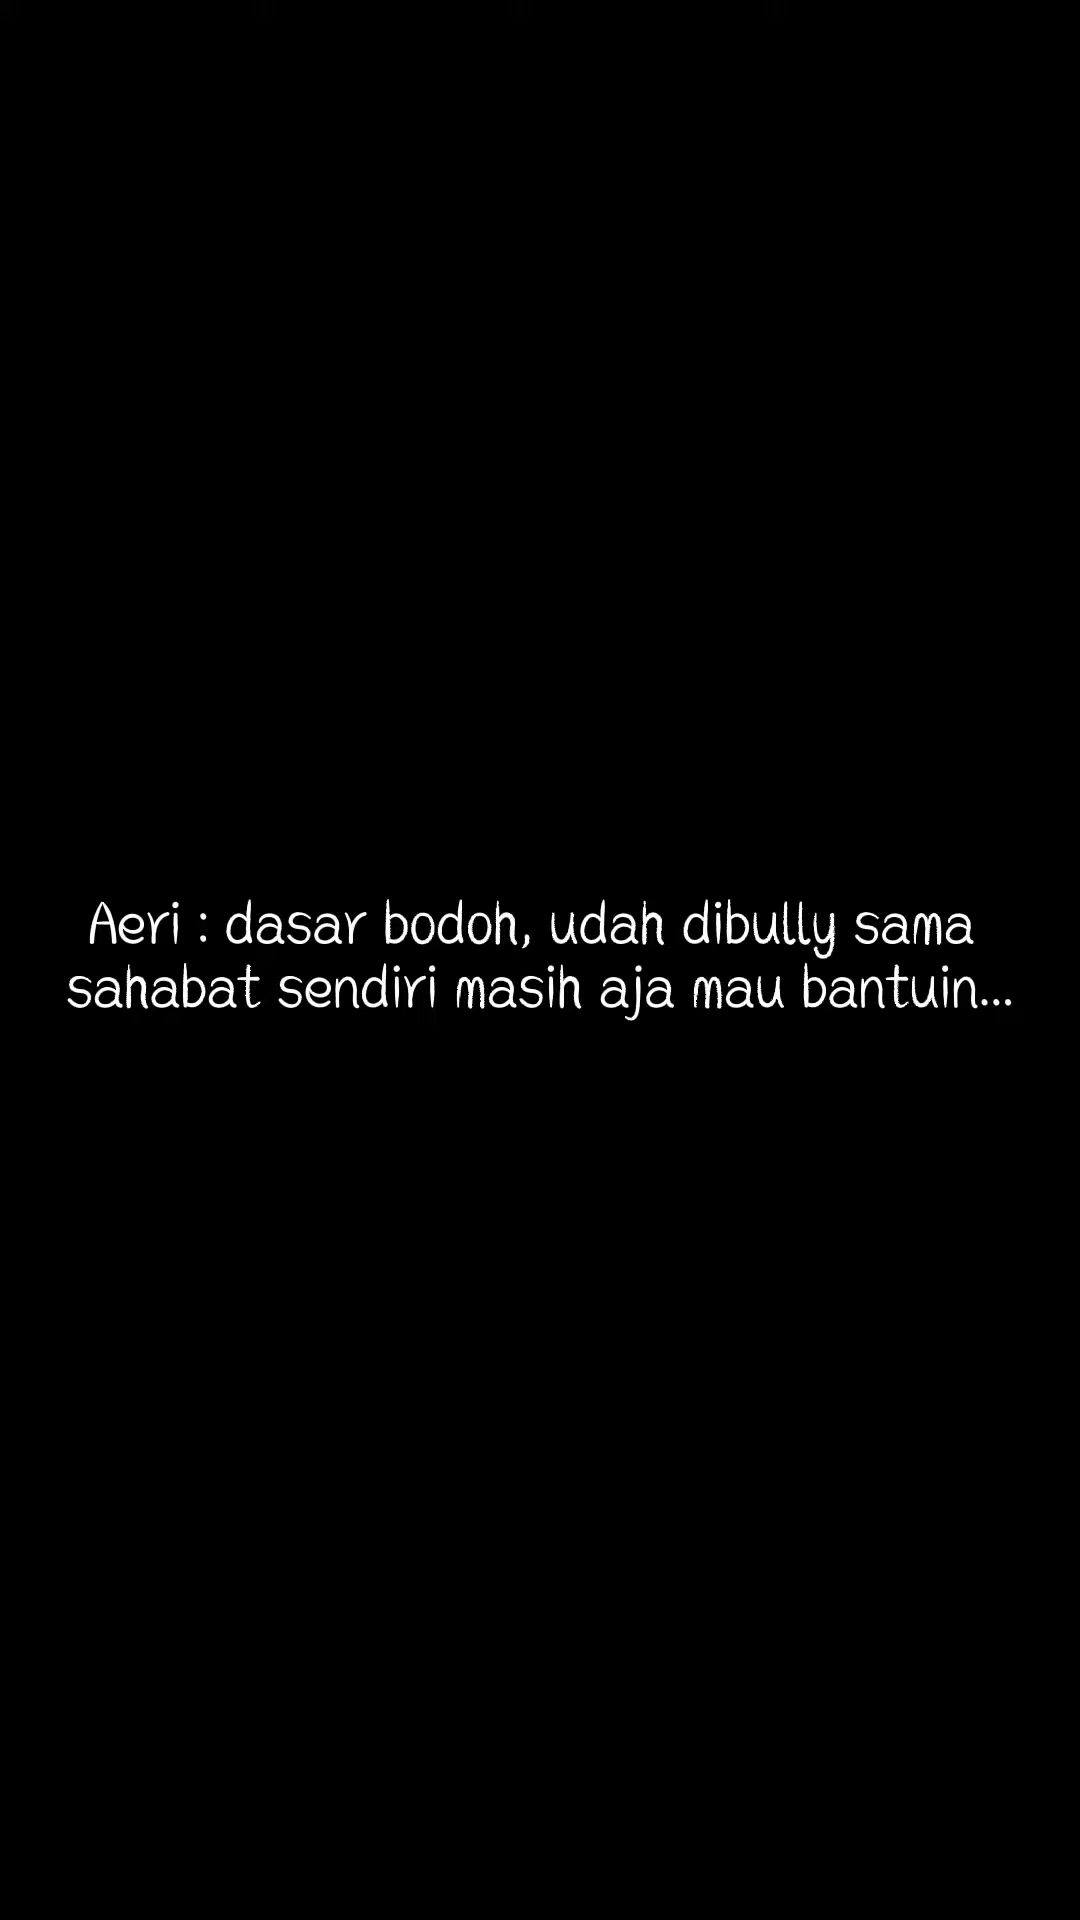 Aeri : dasar bodoh, udah dibully sama
sahabat sendiri masih aja mau bantuin...